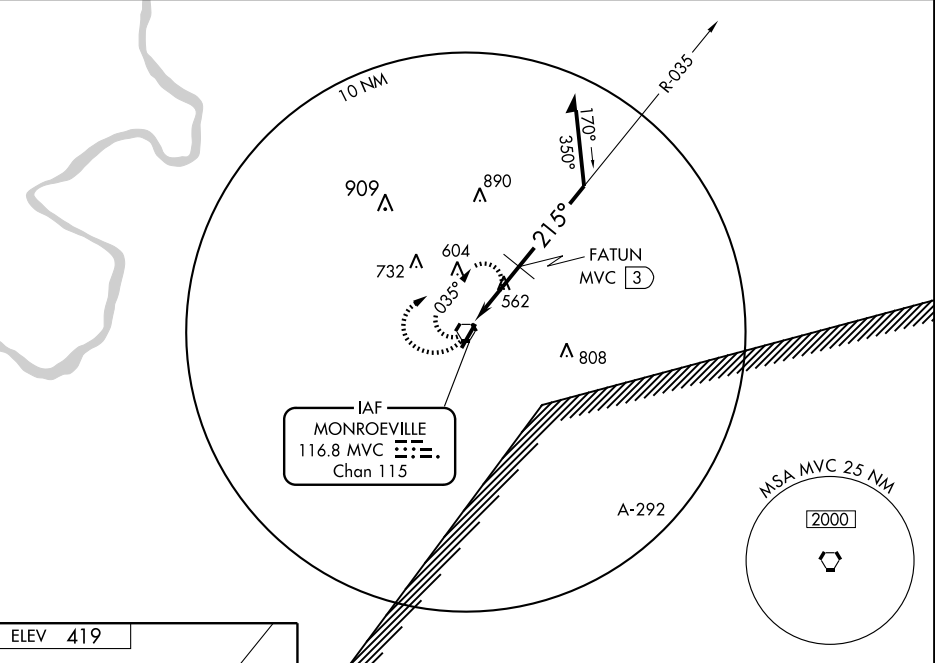 R-035
10 NM
170°
350°
909
890
215°
604
732
FATUN
MVC 3
035°
562
808
IAF
MONROEVILLE
116.8 MVC
Chan 115
MSA MVC 25 NM
A-292
2000
ELEV 419